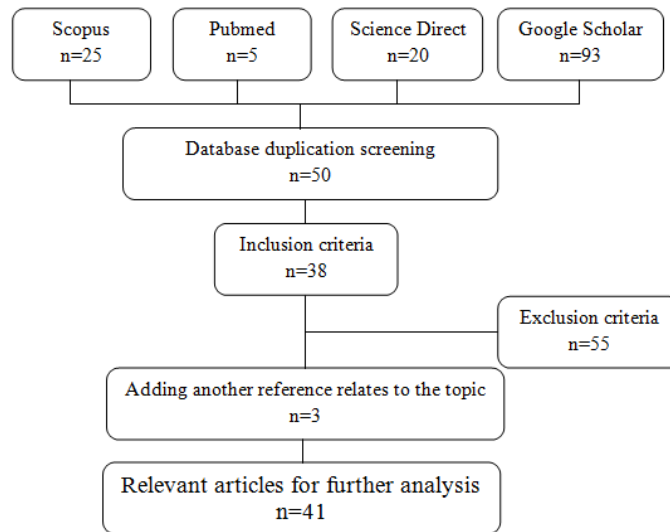 Scopus
n=25
Pubmed
n=5
Science Direct
n=20
Google Scholar
n=93
Database duplication screening
n=50
Inclusion criteria
n=38
Exclusion criteria
n=55
Adding another reference relates to the topic
n=3
Relevant articles for further analysis
n=41